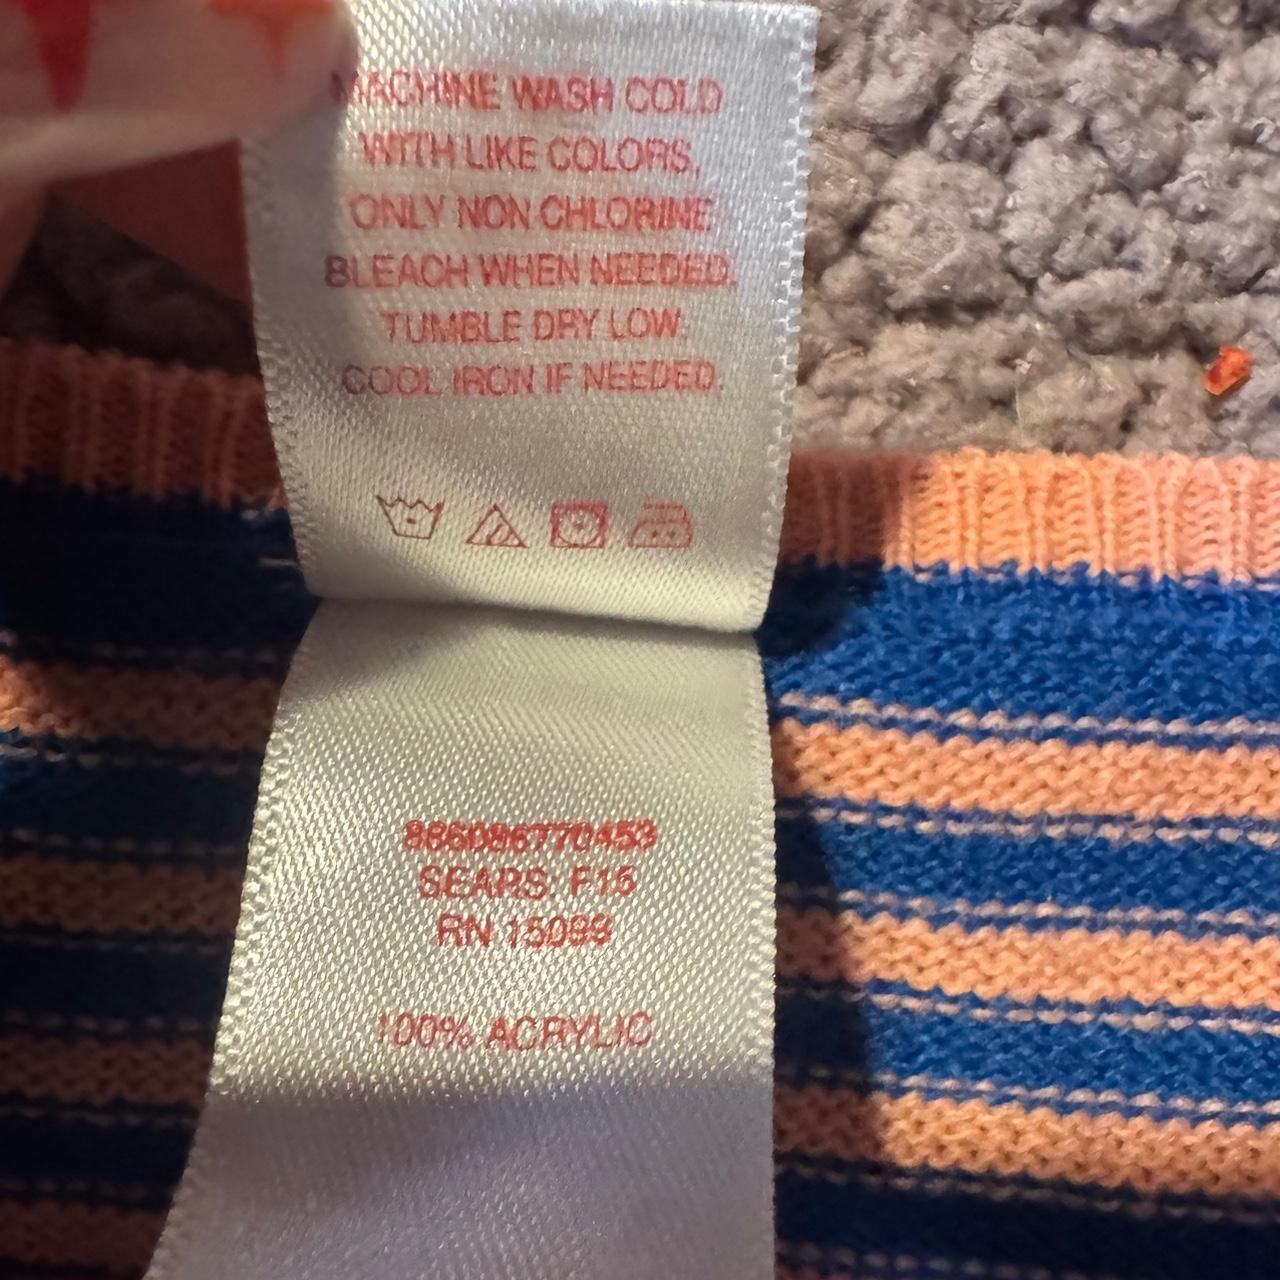 MACHINE WASH COLD
WITH LIKE COLORS,
ONLY NON CHLORINE
BLEACH WHEN NEEDED.
TUMBLE DRY LOW.
COOL IRON IF NEEDED.
886086770453
SEARS: F15
RN 15099
100% ACRYLIC